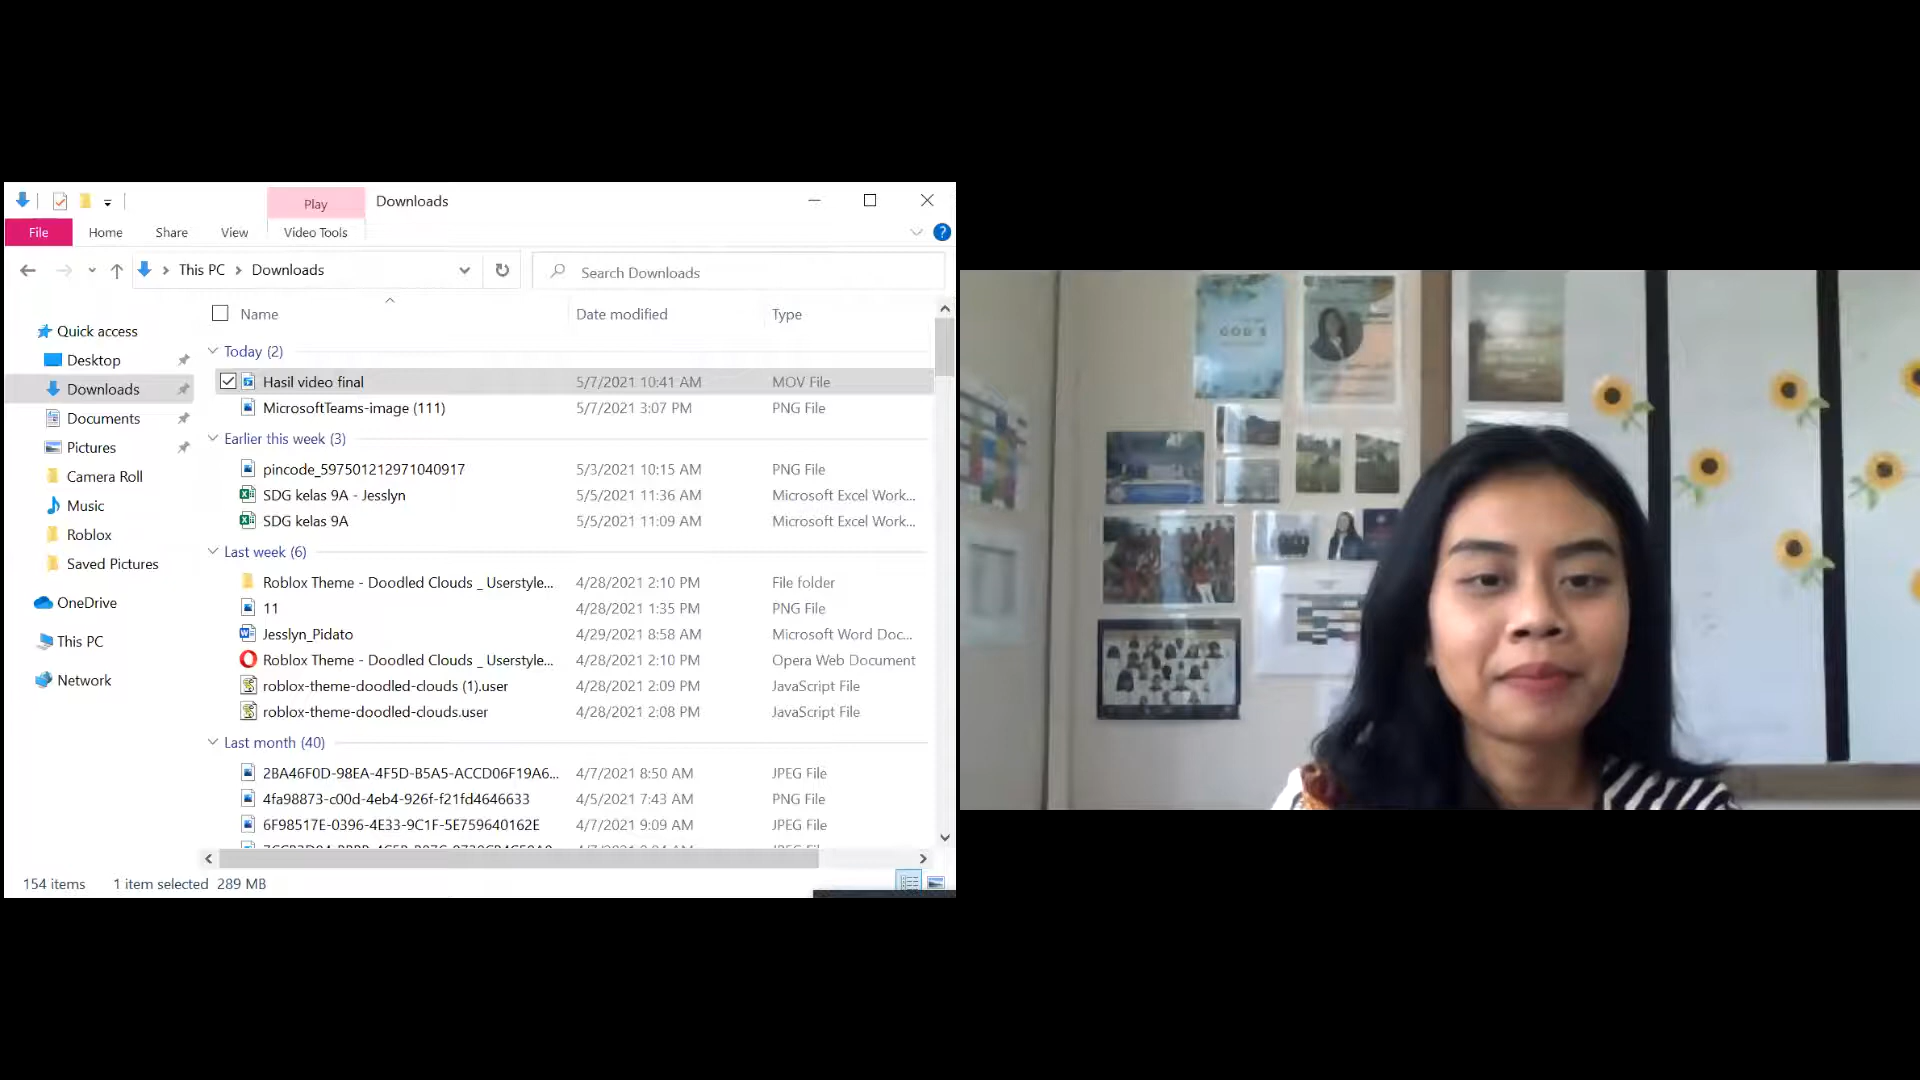 Play
Downloads
File
Home
Share
View
Video Tools
This PC
Downloads
Search Downloads
Quick access
Desktop
Downloads
Documents
Pictures
Camera Roll
Music
Roblox
Saved Pictures
OneDrive
This PC
Network
Name Date modified Type
Today (2)
Hasil video final 5/7/2021 10:41 AM MOV File
MicrosoftTeams-image (111) 5/7/2021 3:07 PM PNG File
Earlier this week (3)
pincode_597501212971040917 5/3/2021 10:15 AM PNG File
SDG kelas 9A - Jesslyn 5/5/2021 11:36 AM Microsoft Excel Work...
SDG kelas 9A 5/5/2021 11:09 AM Microsoft Excel Work...
Last week (6)
Roblox Theme - Doodled Clouds _ Userstyle... 4/28/2021 2:10 PM File folder
11 4/28/2021 1:35 PM PNG File
Jesslyn_Pidato 4/29/2021 8:58 AM Microsoft Word Doc...
Roblox Theme - Doodled Clouds _ Userstyle... 4/28/2021 2:10 PM Opera Web Document
roblox-theme-doodled-clouds (1).user 4/28/2021 2:09 PM JavaScript File
roblox-theme-doodled-clouds.user 4/28/2021 2:08 PM JavaScript File
Last month (40)
2BA46F0D-98EA-4F5D-B5A5-ACCD06F19A6... 4/7/2021 8:50 AM JPEG File
4fa98873-c00d-4eb4-926f-f21fd4646633 4/5/2021 7:43 AM PNG File
6F98517E-0396-4E33-9C1F-5E759640162E 4/7/2021 9:09 AM JPEG File
154 items 1 item selected 289 MB
GOD'S